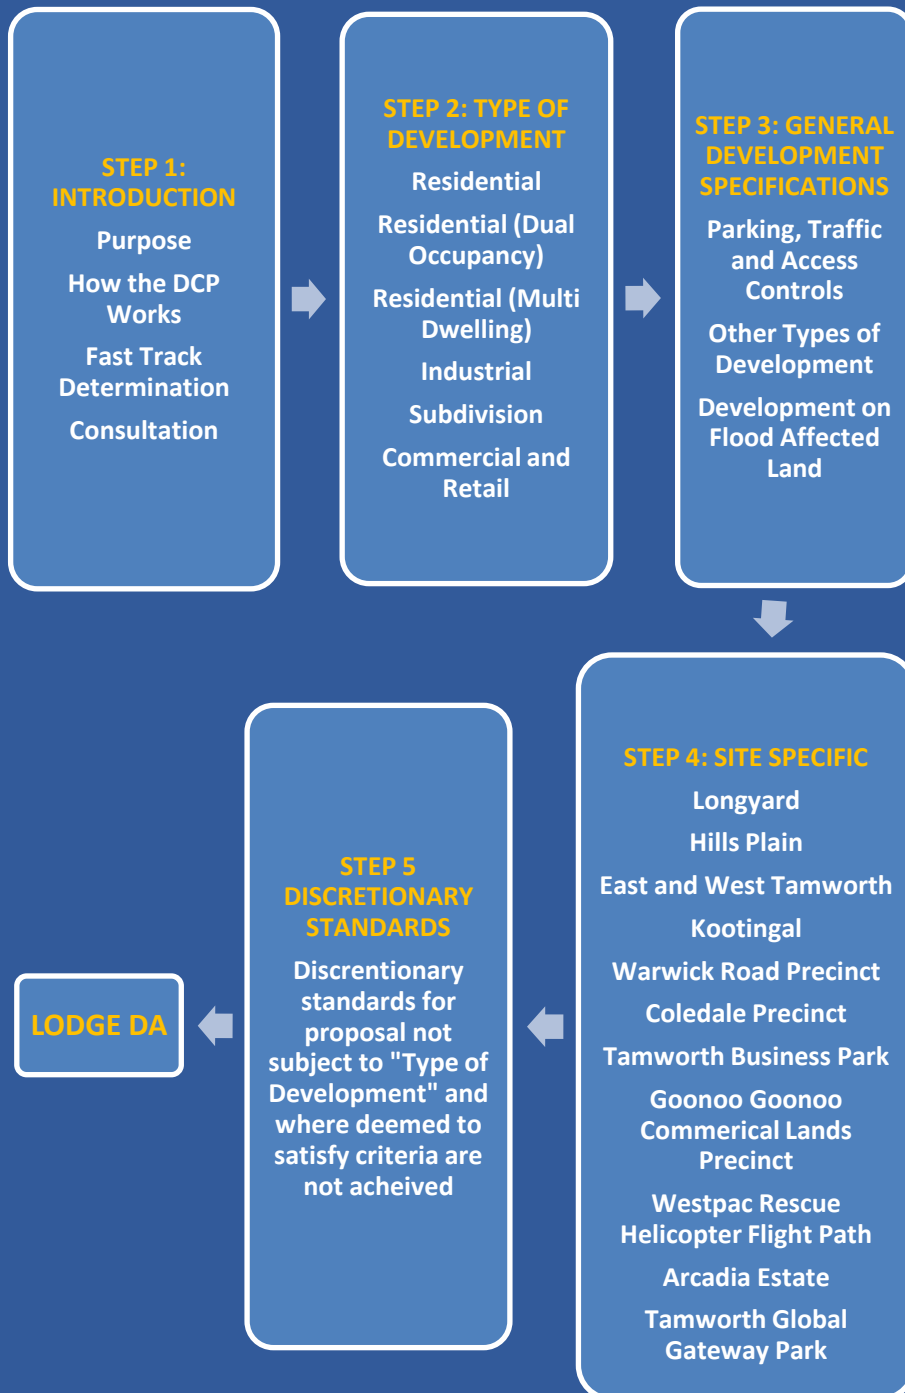 STEP 1:
INTRODUCTION
Purpose
How the DCP
Works
Fast Track
Determination
Consultation
STEP 2: TYPE OF
DEVELOPMENT
Residential
Residential (Dual
Occupancy)
Residential (Multi
Dwelling)
Industrial
Subdivision
Commercial and
Retail
STEP 3: GENERAL
DEVELOPMENT
SPECIFICATIONS
Parking, Traffic
and Access
Controls
Other Types of
Development
Development on
Flood Affected
Land
STEP 4: SITE SPECIFIC
Longyard
Hills Plain
East and West Tamworth
Kootingal
Warwick Road Precinct
Coledale Precinct
Tamworth Business Park
Goonoo Goonoo
Commerical Lands
Precinct
Westpac Rescue
Helicopter Flight Path
Arcadia Estate
Tamworth Global
Gateway Park
STEP 5
DISCRETIONARY
STANDARDS
Discrentionary
standards for
proposal not
subject to "Type of
Development" and
where deemed to
satisfy criteria are
not acheived
LODGE DA